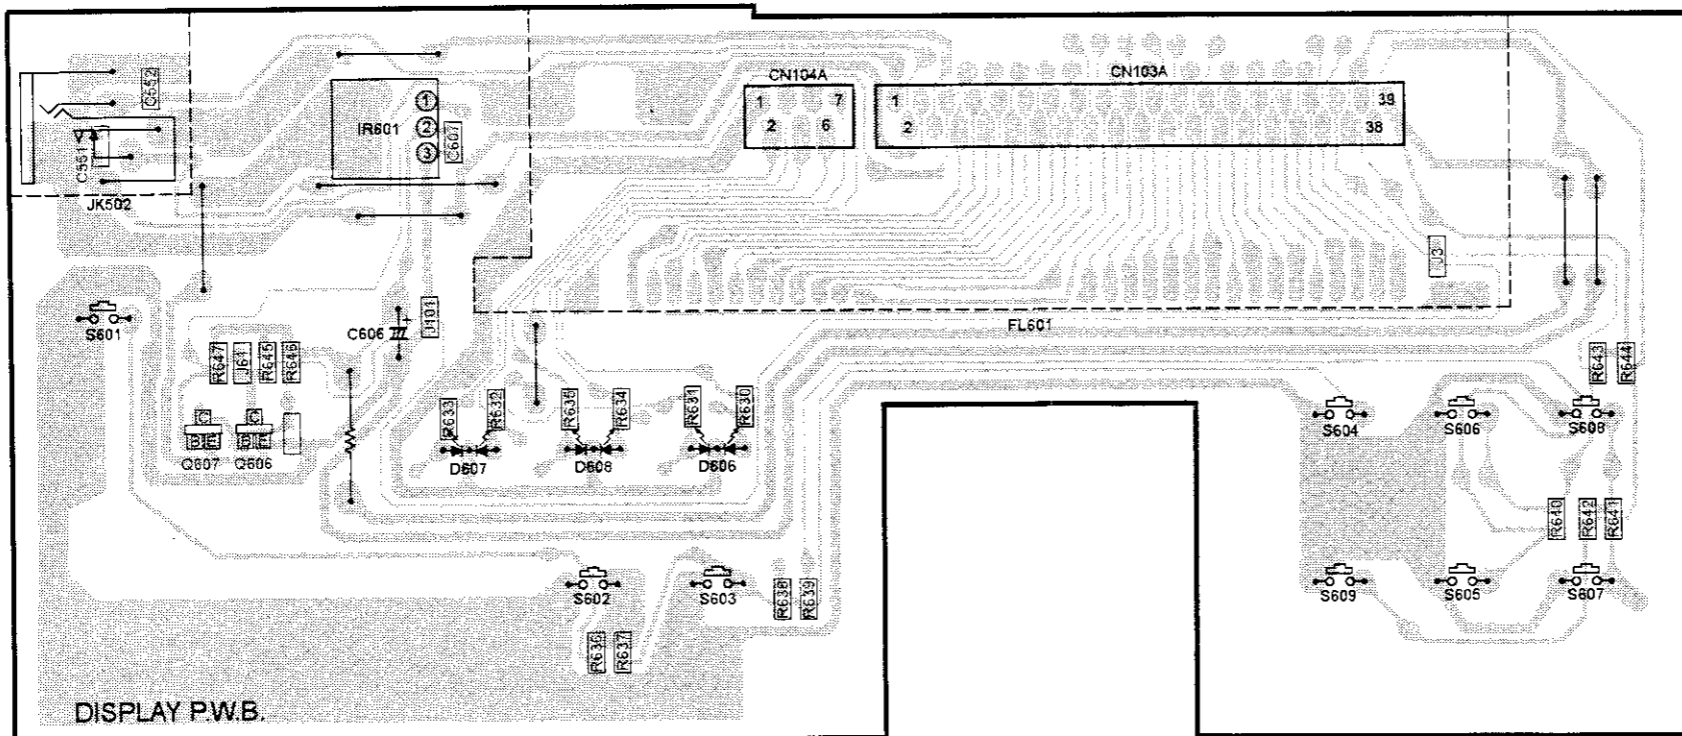 CN104A
CN103A
1
7
2
6
1
39
2
38
C552
C551
JK502
IR601
1
2
3
C607
S601
C606
+
J101
FL601
R647
J61
R645
R646
R633
R632
R635
R634
R631
R630
R643
R644
C
B
E
C
B
E
Q607
Q606
D607
D608
D606
S604
S606
S608
R640
R642
R641
S602
S603
R638
R639
S609
S605
S607
R636
R637
DISPLAY P.W.B.